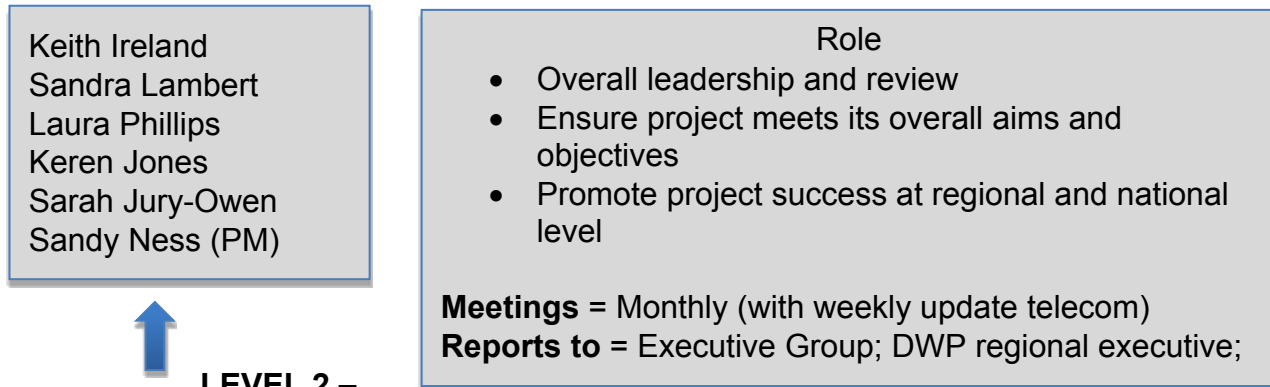 Keith Ireland
Sandra Lambert
Laura Phillips
Keren Jones
Sarah Jury-Owen
Sandy Ness (PM)
Role
• Overall leadership and review
• Ensure project meets its overall aims and
objectives
• Promote project success at regional and national
level
Meetings = Monthly (with weekly update telecom)
Reports to = Executive Group; DWP regional executive;
LEVEL 2 –